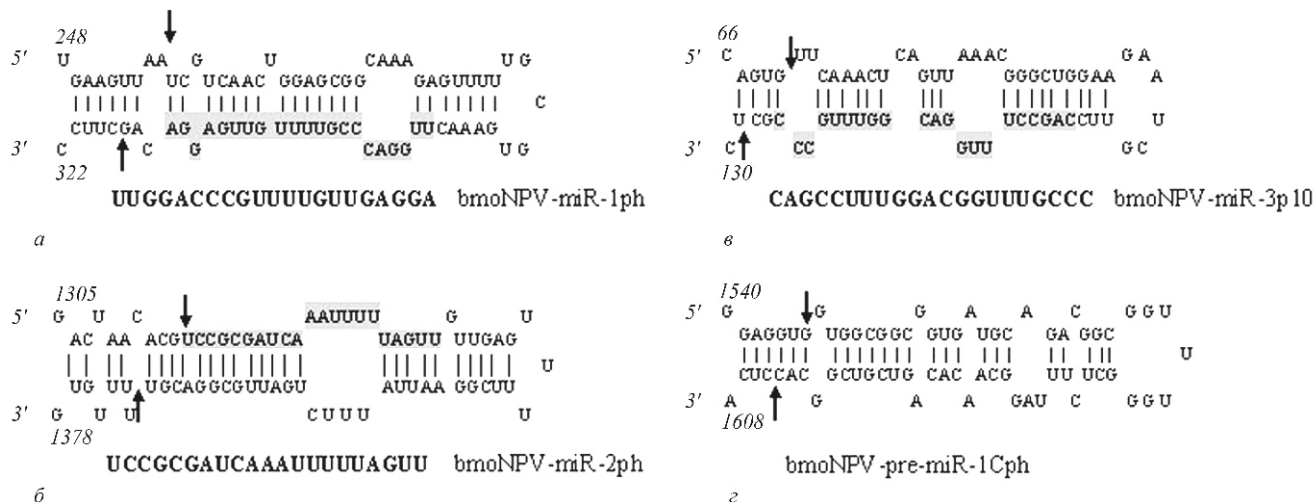 248
U AA G U CAAA U G
5' GAAGUU UC UCAAC GGAGCGG GAGUUUU
C
CUUCGA AG AGUUG UUUUGCC UUCAAAG
3' C C G CAGG UG
322
UUGGACCCGUUUUGUUGAGGA bmoNPV-miR-1ph
а
66
C UU CA AAAC GA
5' AGUG CAAACU GUU GGGCUGGAA A
UCGC GUUUGG CAG UCCGACCUU U
3' C CC GUU GC
130
CAGCCUUUGGACGGUUUGCCC bmoNPV-miR-3p10
в
1305
5' G U C AAUUUU G U
AC AA ACGUCCGCGAUCA UAGUU UUGAG
U
UG UU UGCAGGCGUUAGU AUUAA GGCUU
3' G U U CUUU U
1378
UCCGCGAUCAAAUUUUUAGUU bmoNPV-miR-2ph
б
1540
5' G G G A A C GGU
GAGGUG UGGCGGC GUG UGC GA GGC
U
CUCCAC GCUGCUG CAC ACG UU UCG
3' A G A A GAU C GGU
1608
bmoNPV-pre-miR-1Cph
г